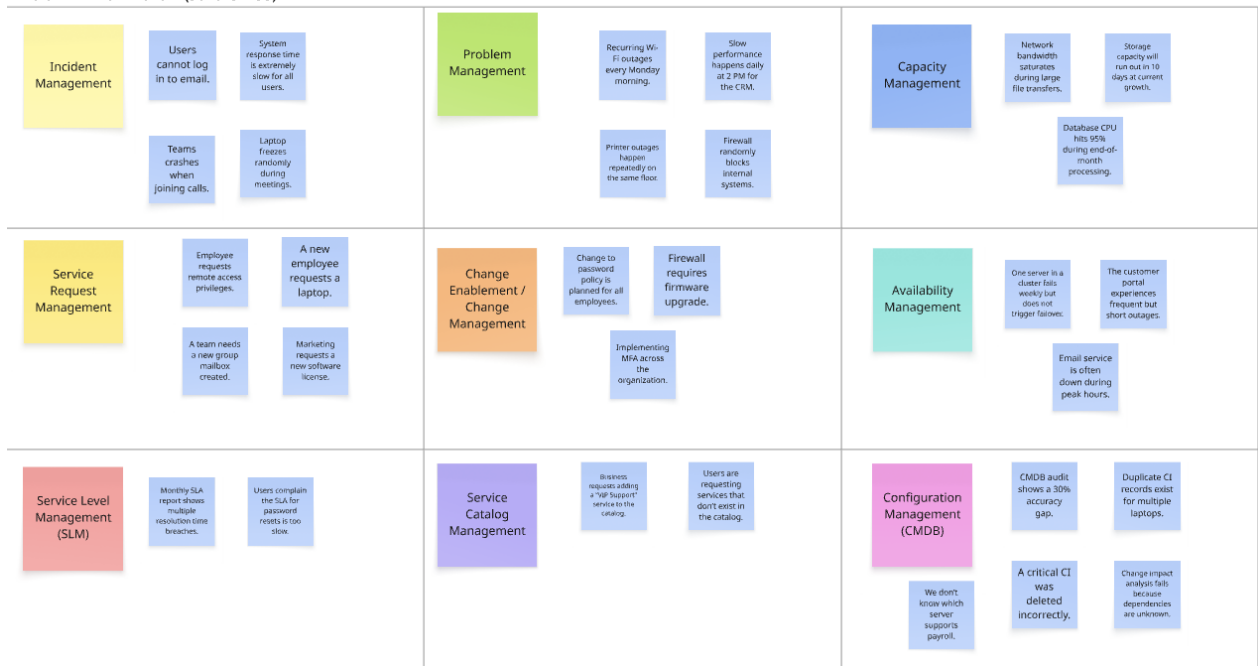 Incident
Management
Users
cannot log
in to email.
System
response time
is extremely
slow for all
users.
Teams
crashes
when
joining calls.
Laptop
freezes
randomly
during
meetings.
Problem
Management
Recurring Wi-
Fi outages
every Monday
morning.
Slow
performance
happens daily
at 2 PM for
the CRM.
Printer outages
happen
repeatedly on
the same floor.
Firewall
randomly
blocks
internal
systems.
Capacity
Management
Network
bandwidth
saturates
during large
file transfers.
Storage
capacity will
run out in 10
days at current
growth.
Database CPU
hits 95%
during end-of-
month
processing.
Service
Request
Management
Employee
requests
remote access
privileges.
A new
employee
requests a
laptop.
A team needs
a new group
mailbox
created.
Marketing
requests a
new software
license.
Change
Enablement /
Change
Management
Change to
password
policy is
planned for all
employees.
Firewall
requires
firmware
upgrade.
Implementing
MFA across
the
organization.
Availability
Management
One server in a
cluster fails
weekly but
does not
trigger failover.
The customer
portal
experiences
frequent but
short outages.
Email service
is often
down during
peak hours.
Service Level
Management
(SLM)
Monthly SLA
report shows
multiple
resolution time
breaches.
Users complain
the SLA for
password
resets is too
slow.
Service
Catalog
Management
Business
requests adding
a "VIP Support"
service to the
catalog.
Users are
requesting
services that
don't exist in
the catalog.
Configuration
Management
(CMDB)
CMDB audit
shows a 30%
accuracy
gap.
Duplicate CI
records exist
for multiple
laptops.
We don't
know which
server
supports
payroll.
A critical CI
was
deleted
incorrectly.
Change impact
analysis fails
because
dependencies
are unknown.